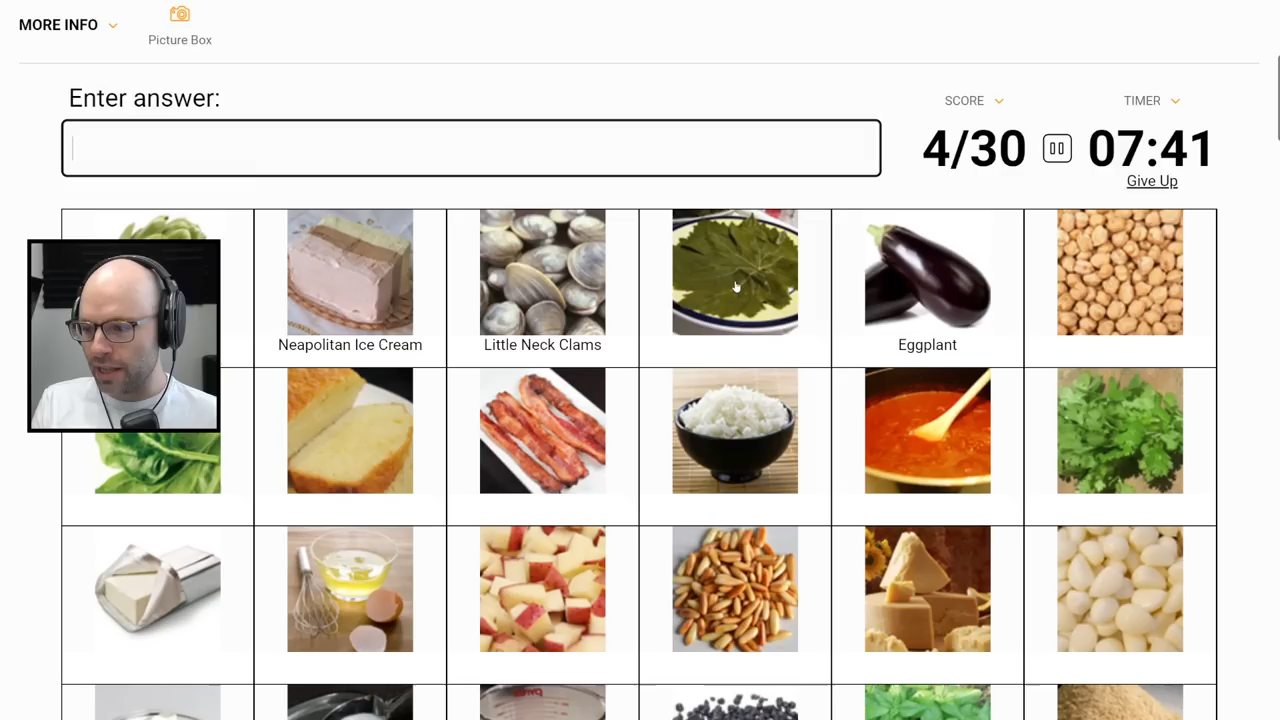 MORE INFO
Picture Box
Enter answer:
SCORE
TIMER
4/30
07:41
Give Up
Neapolitan Ice Cream
Little Neck Clams
Eggplant